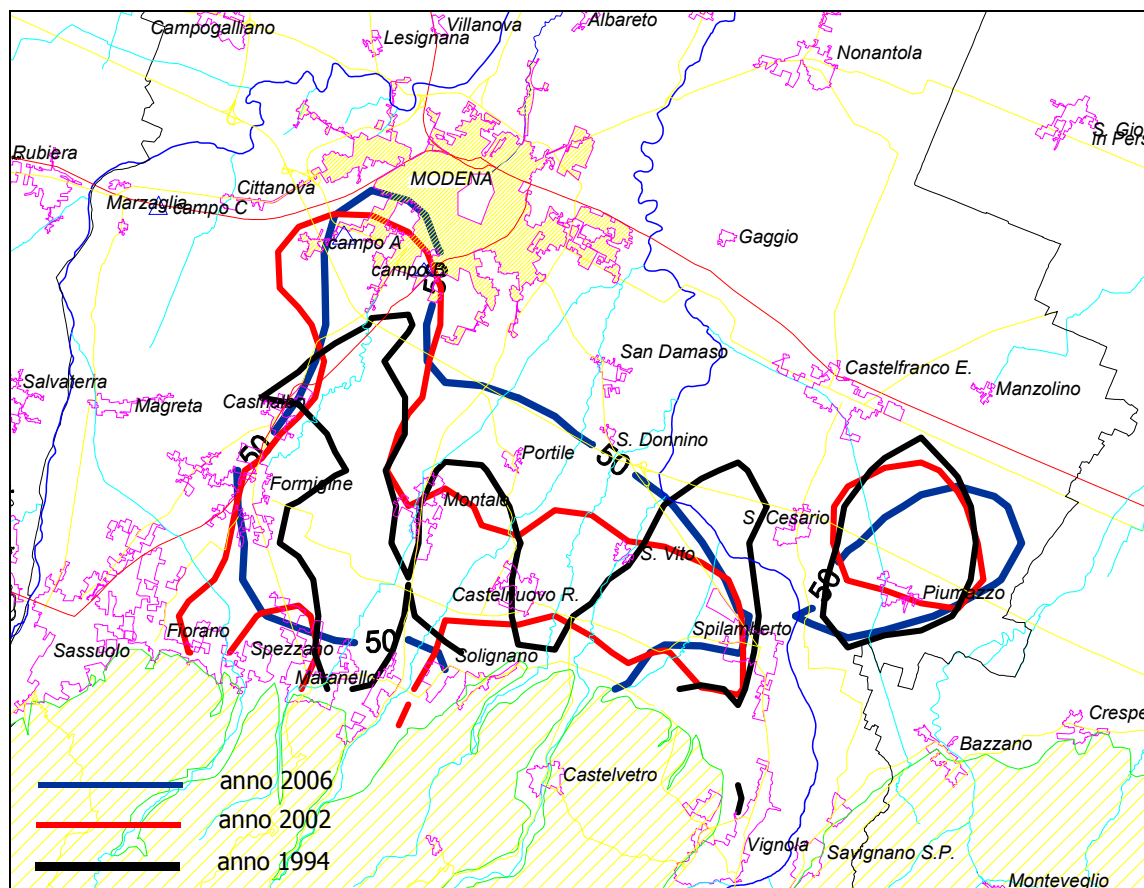 Campogalliano
Lesignana
Villanova
Albareto
Nonantola
S. Gio
in Pers
Rubiera
Marzaglia
campo C
Cittanova
MODENA
campo A
campo B
Gaggio
50
San Damaso
Castelfranco E.
Manzolino
Salvaterra
Magreta
Casinalbo
50
S. Donnino
Portile
50
Formigine
Montale
S. Cesario
S. Vito
50
Piumazzo
Castelnuovo R.
Fiorano
Spezzano
50
Spilamberto
Sassuolo
Solignano
Maranello
Crespe
Bazzano
Castelvetro
anno 2006
anno 2002
anno 1994
Vignola
Savignano S.P.
Monteveglio